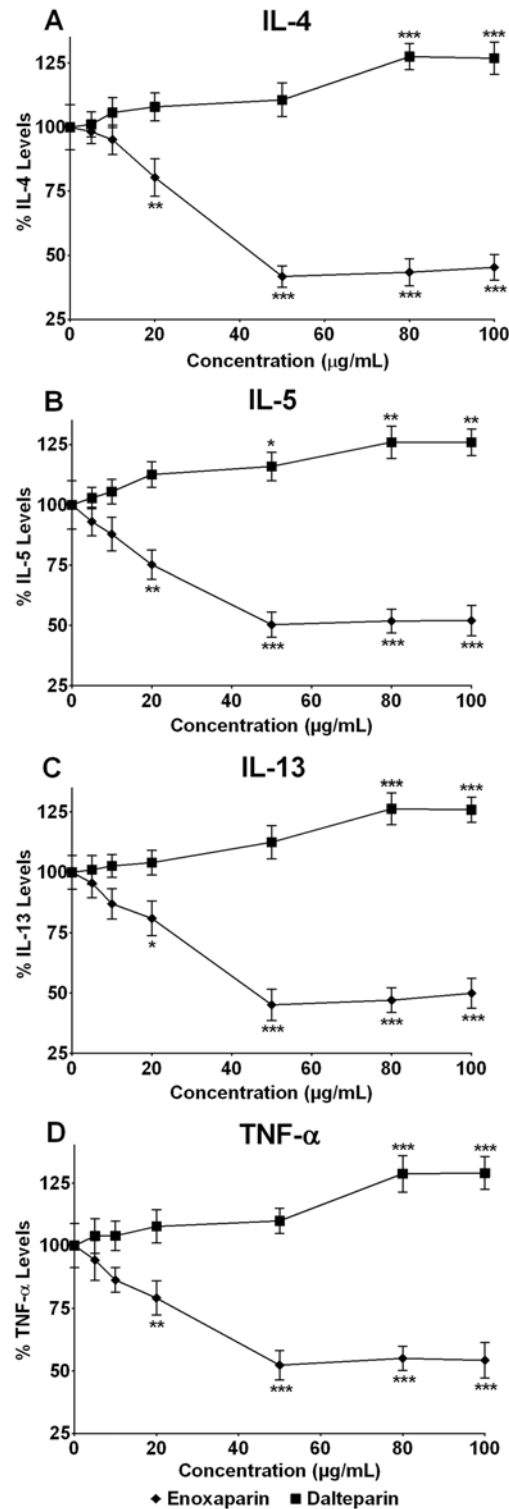 A IL-4
*** ***
125
100
75
50
25
% IL-4 Levels
**
*** *** ***
0 20 40 60 80 100
Concentration (μg/mL)
B IL-5
* ** **
125
100
75
50
25
% IL-5 Levels
**
*** *** ***
0 20 40 60 80 100
Concentration (μg/mL)
C IL-13
*** ***
125
100
75
50
25
% IL-13 Levels
*
*** *** ***
0 20 40 60 80 100
Concentration (μg/mL)
D TNF-α
*** ***
125
100
75
50
25
% TNF-α Levels
**
*** *** ***
0 20 40 60 80 100
Concentration (μg/mL)
Enoxaparin Dalteparin